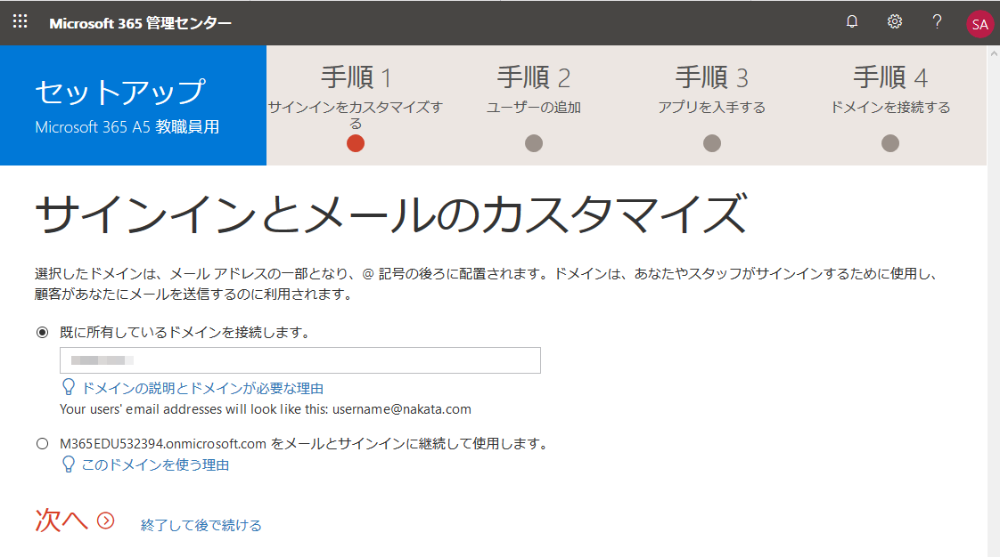 Microsoft 365 管理センター
?
SA
セットアップ
Microsoft 365 A5 教職員用
手順 1
サインインをカスタマイズす
る
手順 2
ユーザーの追加
手順 3
アプリを入手する
手順 4
ドメインを接続する
サインインとメールのカスタマイズ
選択したドメインは、メール アドレスの一部となり、@ 記号の後ろに配置されます。ドメインは、あなたやスタッフがサインインするために使用し、
顧客があなたにメールを送信するのに利用されます。
既に所有しているドメインを接続します。
ドメインの説明とドメインが必要な理由
Your users' email addresses will look like this: username@nakata.com
M365EDU532394.onmicrosoft.com をメールとサインインに継続して使用します。
このドメインを使う理由
次へ
終了して後で続ける